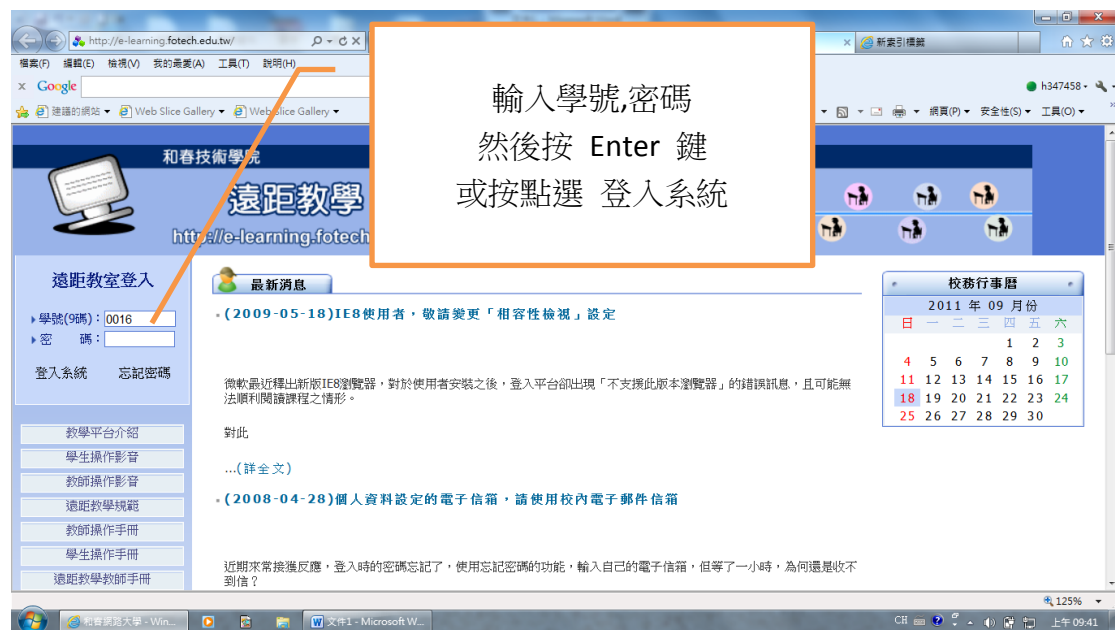 http://e-learning.fotech.edu.tw/
新索引標籤
檔案(F) 編輯(E) 檢視(V) 我的最愛(A) 工具(T) 說明(H)
x Google
h347458
建議的網站 Web Slice Gallery Web Slice Gallery
網頁(P) 安全性(S) 工具(O)
輸入學號,密碼
然後按 Enter 鍵
或按點選 登入系統
和春技術學院
遠距教學
http://e-learning.fotech
遠距教室登入
學號(9碼)：0016
密 碼：
登入系統 忘記密碼
教學平台介紹
學生操作影音
教師操作影音
遠距教學規範
教師操作手冊
學生操作手冊
遠距教學教師手冊
最新消息
(2009-05-18)IE8使用者，敬請變更「相容性檢視」設定
微軟最近釋出新版IE8瀏覽器，對於使用者安裝之後，登入平台卻出現「不支援此版本瀏覽器」的錯誤訊息，且可能無
法順利閱讀課程之情形。
對此
...(詳全文)
(2008-04-28)個人資料設定的電子信箱，請使用校內電子郵件信箱
近期來常接獲反應，登入時的密碼忘記了，使用忘記密碼的功能，輸入自己的電子信箱，但等了一小時，為何還是收不
到信？
校務行事曆
2011 年 09 月份
日 一 二 三 四 五 六
1 2 3
4 5 6 7 8 9 10
11 12 13 14 15 16 17
18 19 20 21 22 23 24
25 26 27 28 29 30
125%
和春網路大學 - Win...
文件1 - Microsoft W...
CH
上午 09:41